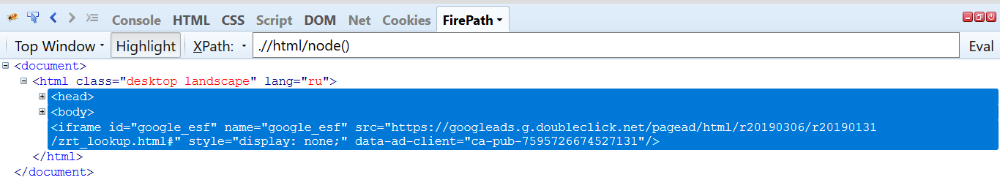 Console HTML CSS Script DOM Net Cookies FirePath
Top Window Highlight XPath: .//html/node() Eval
<document>
<html class="desktop landscape" lang="ru">
<head>
<body>
<iframe id="google_esf" name="google_esf" src="https://googleads.g.doubleclick.net/pagead/html/r20190306/r20190131
/zrt_lookup.html#" style="display: none;" data-ad-client="ca-pub-7595726674527131"/>
</html>
</document>